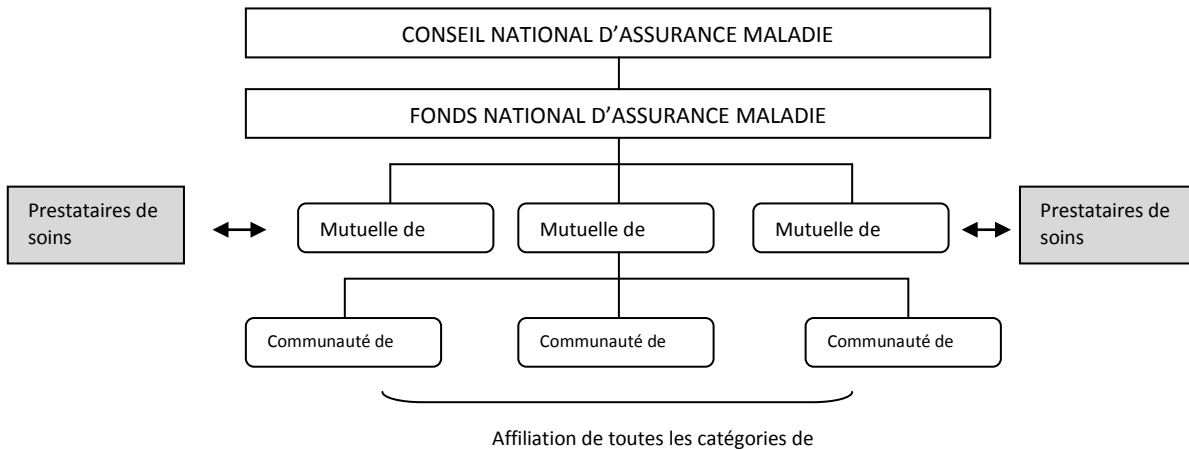 CONSEIL NATIONAL D’ASSURANCE MALADIE
FONDS NATIONAL D’ASSURANCE MALADIE
Prestataires de
soins
Mutuelle de
Mutuelle de
Mutuelle de
Prestataires de
soins
Communauté de
Communauté de
Communauté de
Affiliation de toutes les catégories de